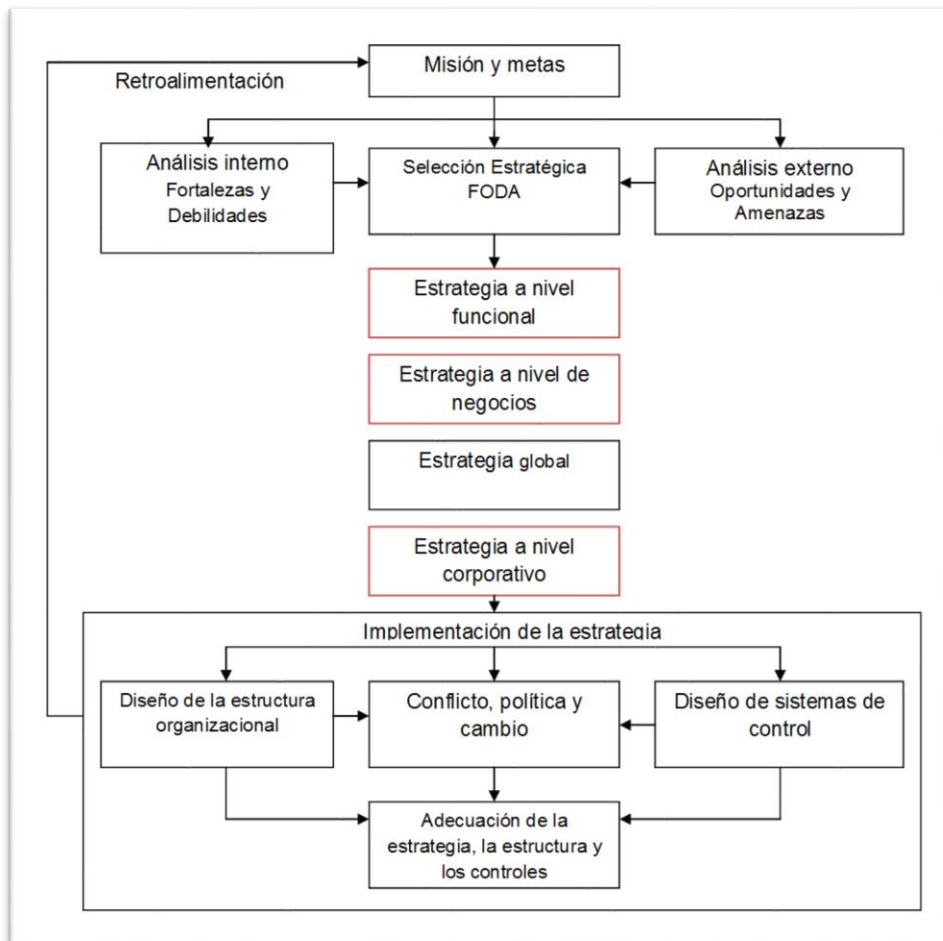 Misión y metas
Retroalimentación
Análisis interno
Fortalezas y
Debilidades
Selección Estratégica
FODA
Análisis externo
Oportunidades y
Amenazas
Estrategia a nivel
funcional
Estrategia a nivel de
negocios
Estrategia global
Estrategia a nivel
corporativo
Implementación de la estrategia
Diseño de la estructura
organizacional
Conflicto, política y
cambio
Diseño de sistemas de
control
Adecuación de la
estrategia, la estructura y
los controles